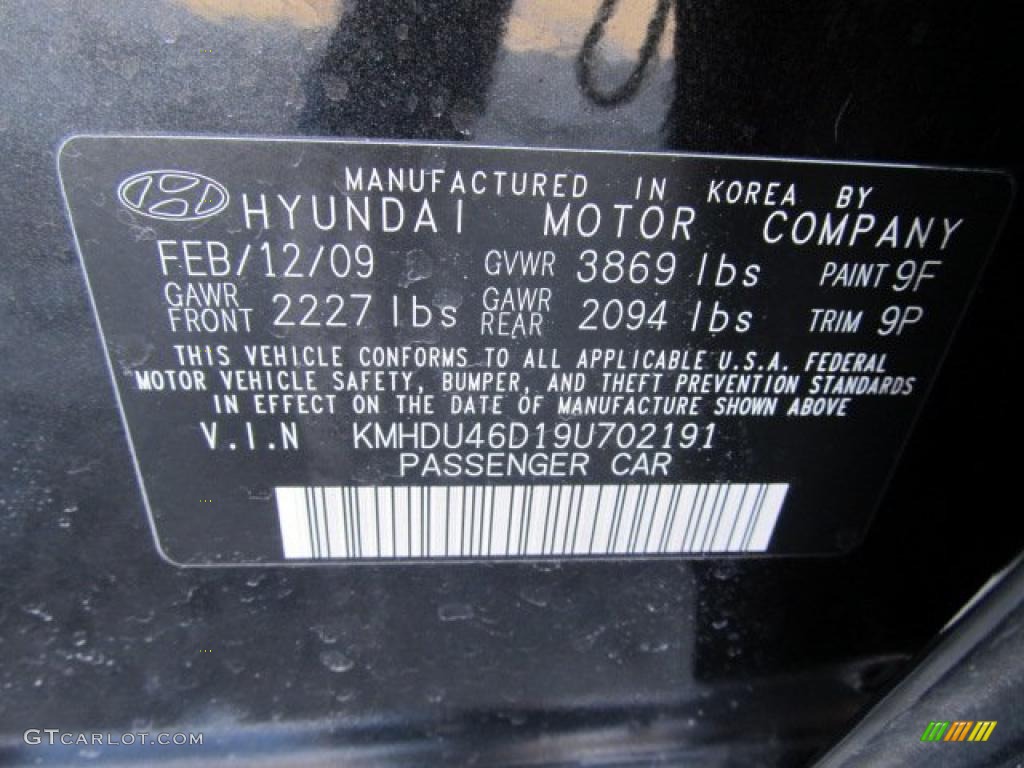 MANUFACTURED IN KOREA BY
HYUNDAI MOTOR COMPANY
FEB/12/09 GVWR 3869 lbs PAINT 9F
GAWR FRONT 2227 lbs GAWR REAR 2094 lbs TRIM 9P
THIS VEHICLE CONFORMS TO ALL APPLICABLE U.S.A. FEDERAL
MOTOR VEHICLE SAFETY, BUMPER, AND THEFT PREVENTION STANDARDS
IN EFFECT ON THE DATE OF MANUFACTURE SHOWN ABOVE
V.I.N KMHDU46D19U702191
PASSENGER CAR
GTCARLOT.COM